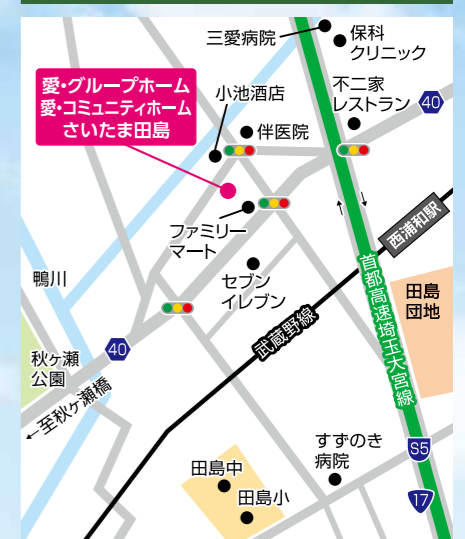 三愛病院
保科
クリニック
愛・グループホーム
愛・コミュニティホーム
さいたま田島
小池酒店
不二家
レストラン
40
伴医院
ファミリー
マート
西浦和駅
鴨川
セブン
イレブン
首都高速埼玉大宮線
田島
団地
武蔵野線
秋ヶ瀬
公園
40
←至秋ヶ瀬橋
すずのき
病院
S5
田島中
田島小
17